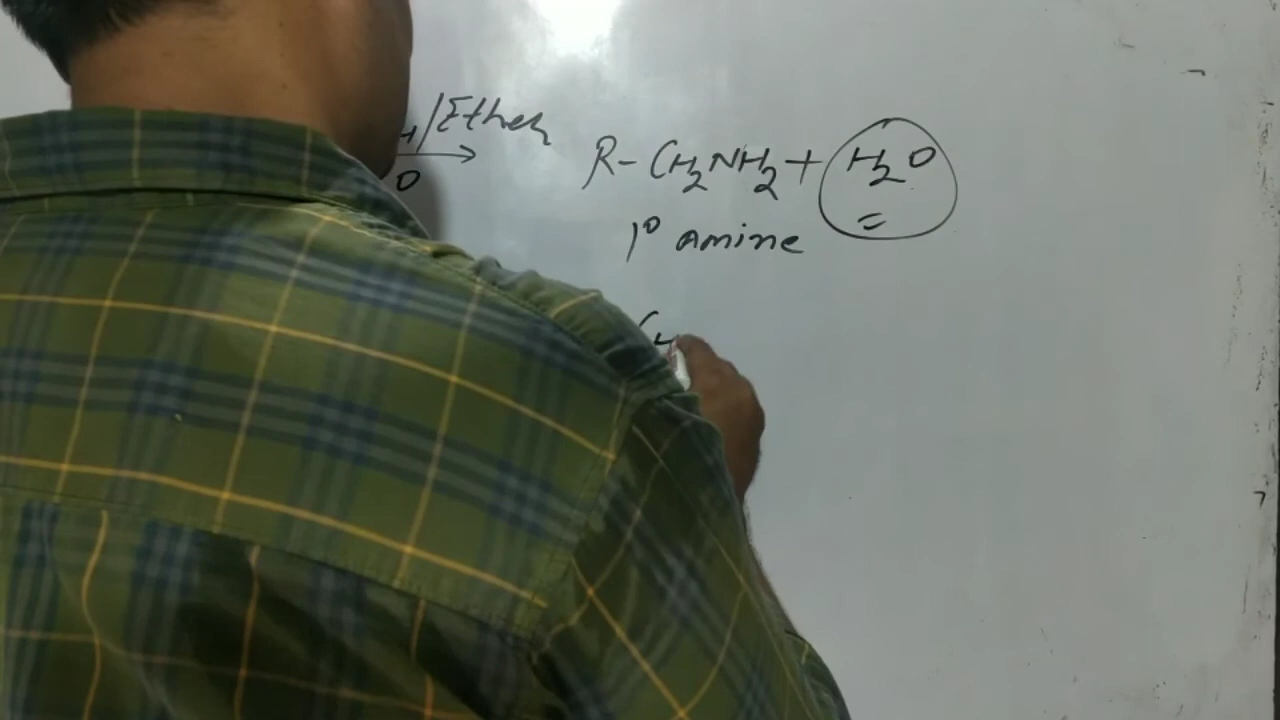 H/Ether
O
R-CH2NH2 + H2O
1° amine